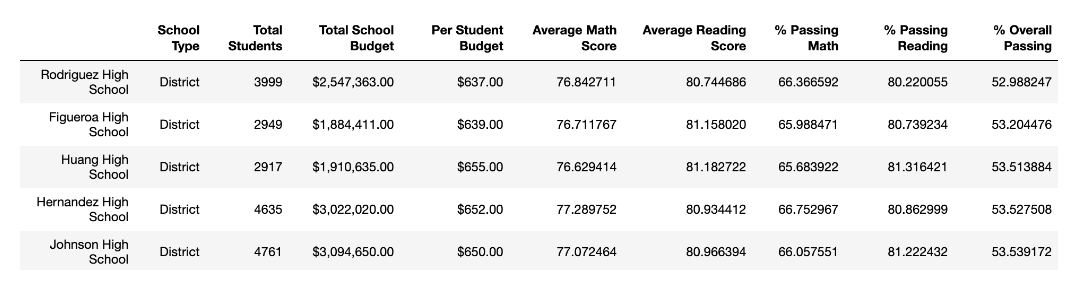 School Type Total Students Total School Budget Per Student Budget Average Math Score Average Reading Score % Passing Math % Passing Reading % Overall Passing
Rodriguez High School District 3999 $2,547,363.00 $637.00 76.842711 80.744686 66.366592 80.220055 52.988247
Figueroa High School District 2949 $1,884,411.00 $639.00 76.711767 81.158020 65.988471 80.739234 53.204476
Huang High School District 2917 $1,910,635.00 $655.00 76.629414 81.182722 65.683922 81.316421 53.513884
Hernandez High School District 4635 $3,022,020.00 $652.00 77.289752 80.934412 66.752967 80.862999 53.527508
Johnson High School District 4761 $3,094,650.00 $650.00 77.072464 80.966394 66.057551 81.222432 53.539172